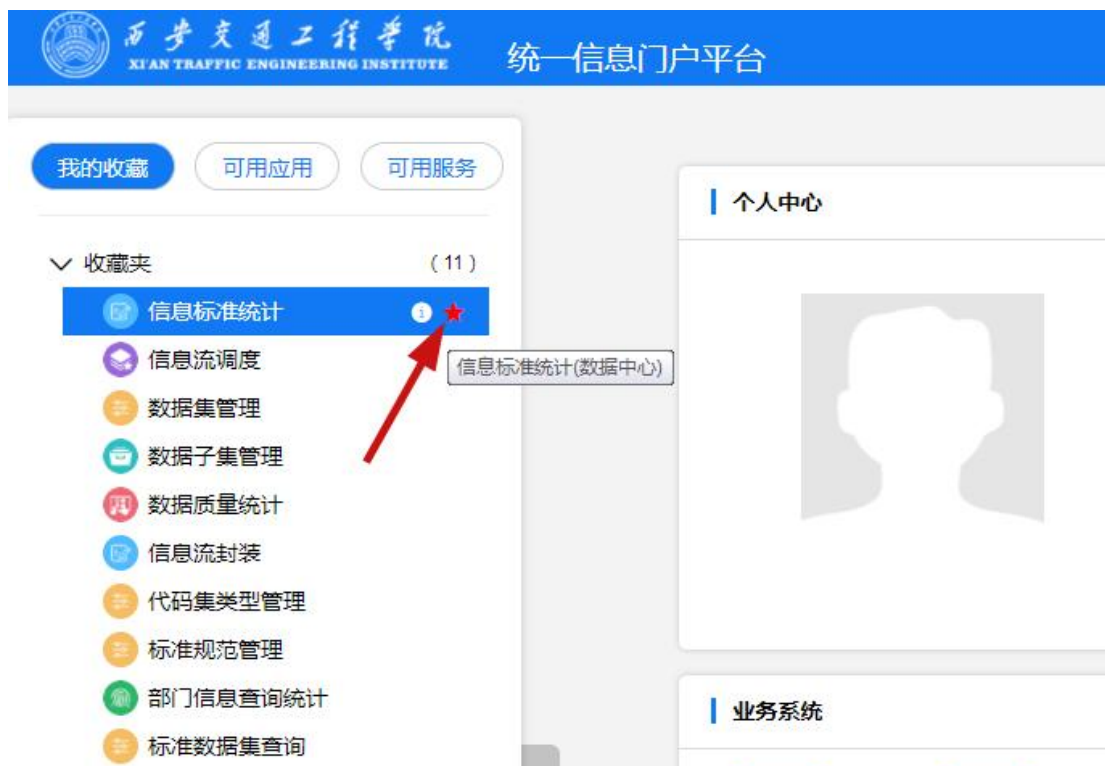 西安交通工程学院
XI'AN TRAFFIC ENGINEERING INSTITUTE
统一信息门户平台
我的收藏 可用应用 可用服务
收藏夹 (11)
信息标准统计
信息标准统计(数据中心)
信息流调度
数据集管理
数据子集管理
数据质量统计
信息流封装
代码集类型管理
标准规范管理
部门信息查询统计
标准数据集查询
个人中心
业务系统